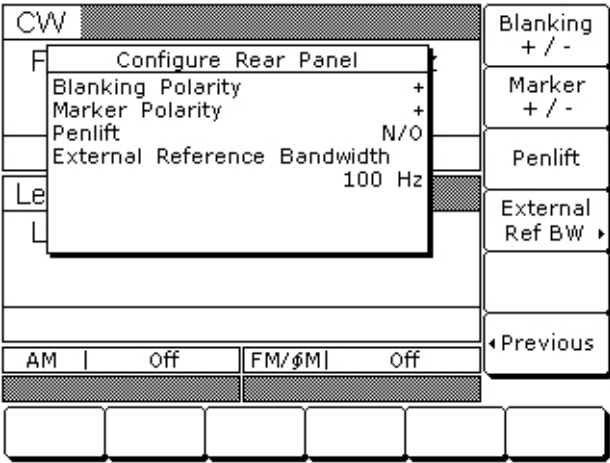 CW
F
Configure Rear Panel
Blanking Polarity +
Marker Polarity +
Penlift N/O
External Reference Bandwidth
100 Hz
Le
L
AM | Off
FM/ϕM| Off
Blanking
+ / -
Marker
+ / -
Penlift
External
Ref BW ▸
◂Previous